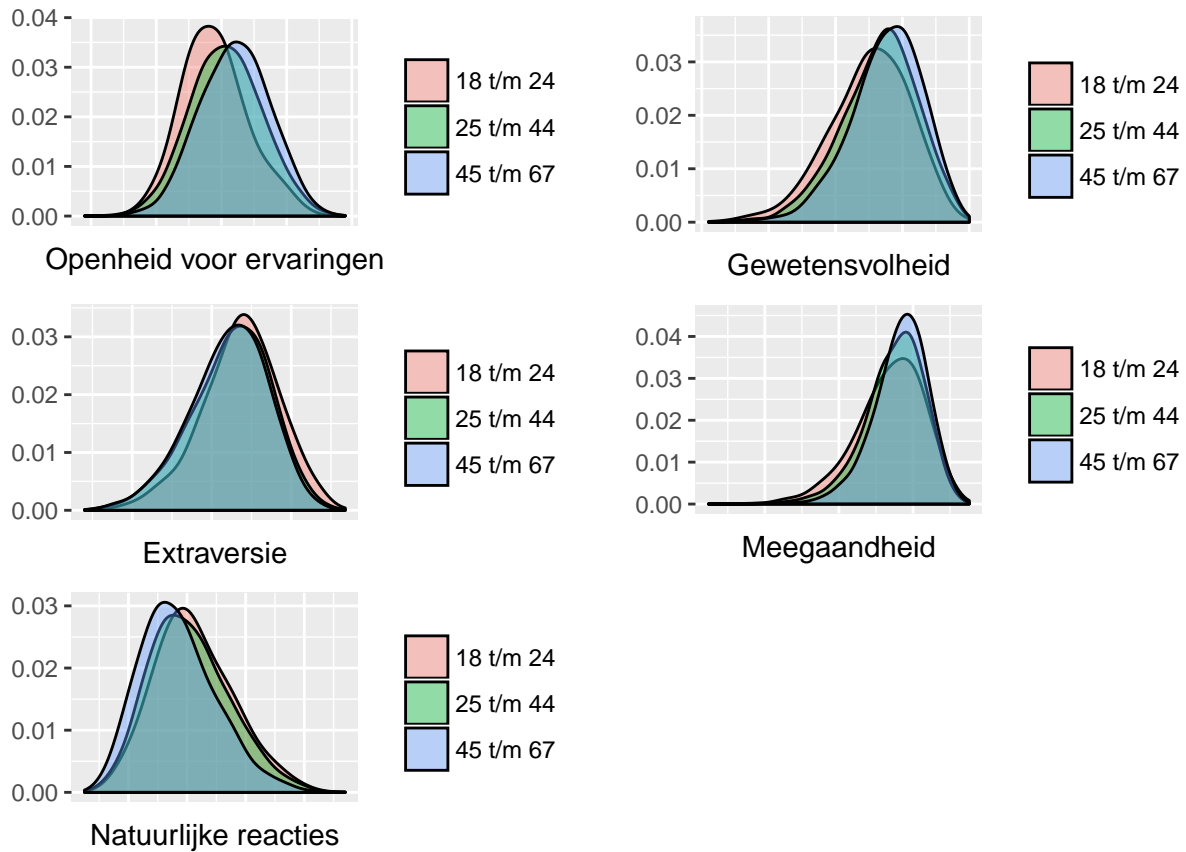 0.04
0.03
0.02
0.01
0.00
18 t/m 24
25 t/m 44
45 t/m 67
Openheid voor ervaringen
0.03
0.02
0.01
0.00
18 t/m 24
25 t/m 44
45 t/m 67
Gewetensvolheid
0.03
0.02
0.01
0.00
18 t/m 24
25 t/m 44
45 t/m 67
Extraversie
0.04
0.03
0.02
0.01
0.00
18 t/m 24
25 t/m 44
45 t/m 67
Meegaandheid
0.03
0.02
0.01
0.00
18 t/m 24
25 t/m 44
45 t/m 67
Natuurlijke reacties